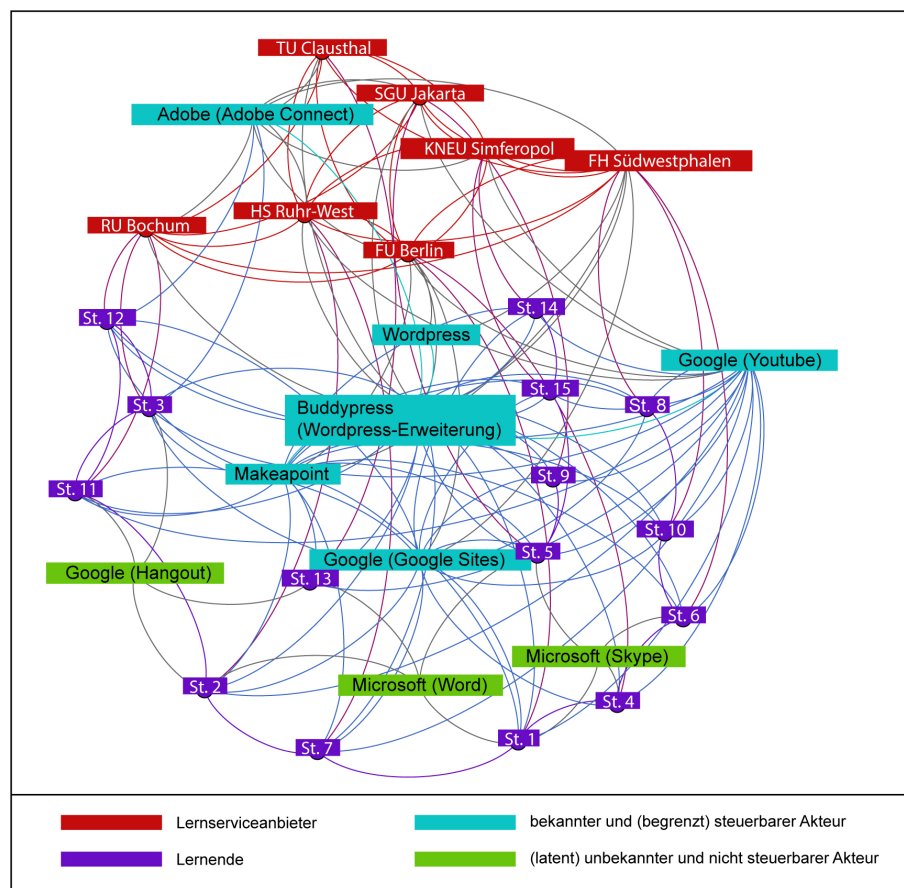 TU Clausthal
SGU Jakarta
Adobe (Adobe Connect)
KNEU Simferopol
FH Südwestphalen
HS Ruhr-West
RU Bochum
FU Berlin
St. 12
St. 14
Wordpress
Google (Youtube)
St. 15
St. 3
St. 8
Buddypress
(Wordpress-Erweiterung)
Makeapoint
St. 9
St. 11
St. 10
St. 5
Google (Google Sites)
Google (Hangout)
St. 13
St. 6
Microsoft (Skype)
St. 2
Microsoft (Word)
St. 4
St. 1
St. 7
Lernserviceanbieter
bekannter und (begrenzt) steuerbarer Akteur
Lernende
(latent) unbekannter und nicht steuerbarer Akteur